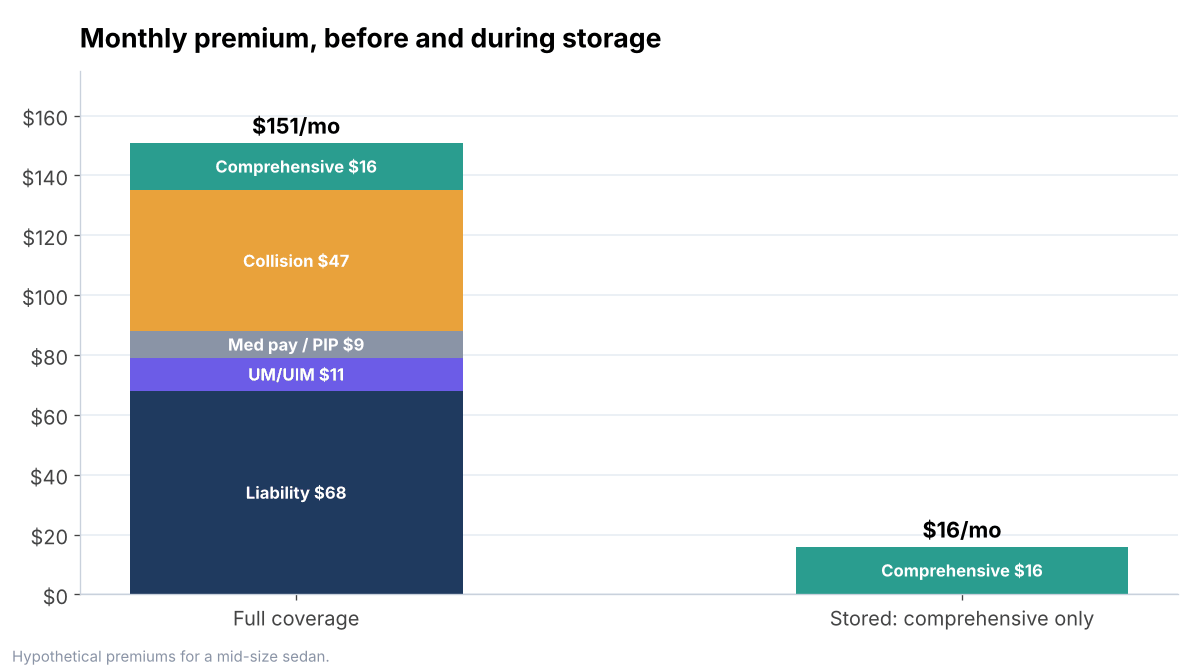 Monthly premium, before and during storage
$160
$140
$120
$100
$80
$60
$40
$20
$0
$151/mo
Comprehensive $16
Collision $47
Med pay / PIP $9
UM/UIM $11
Liability $68
$16/mo
Comprehensive $16
Full coverage
Stored: comprehensive only
Hypothetical premiums for a mid-size sedan.